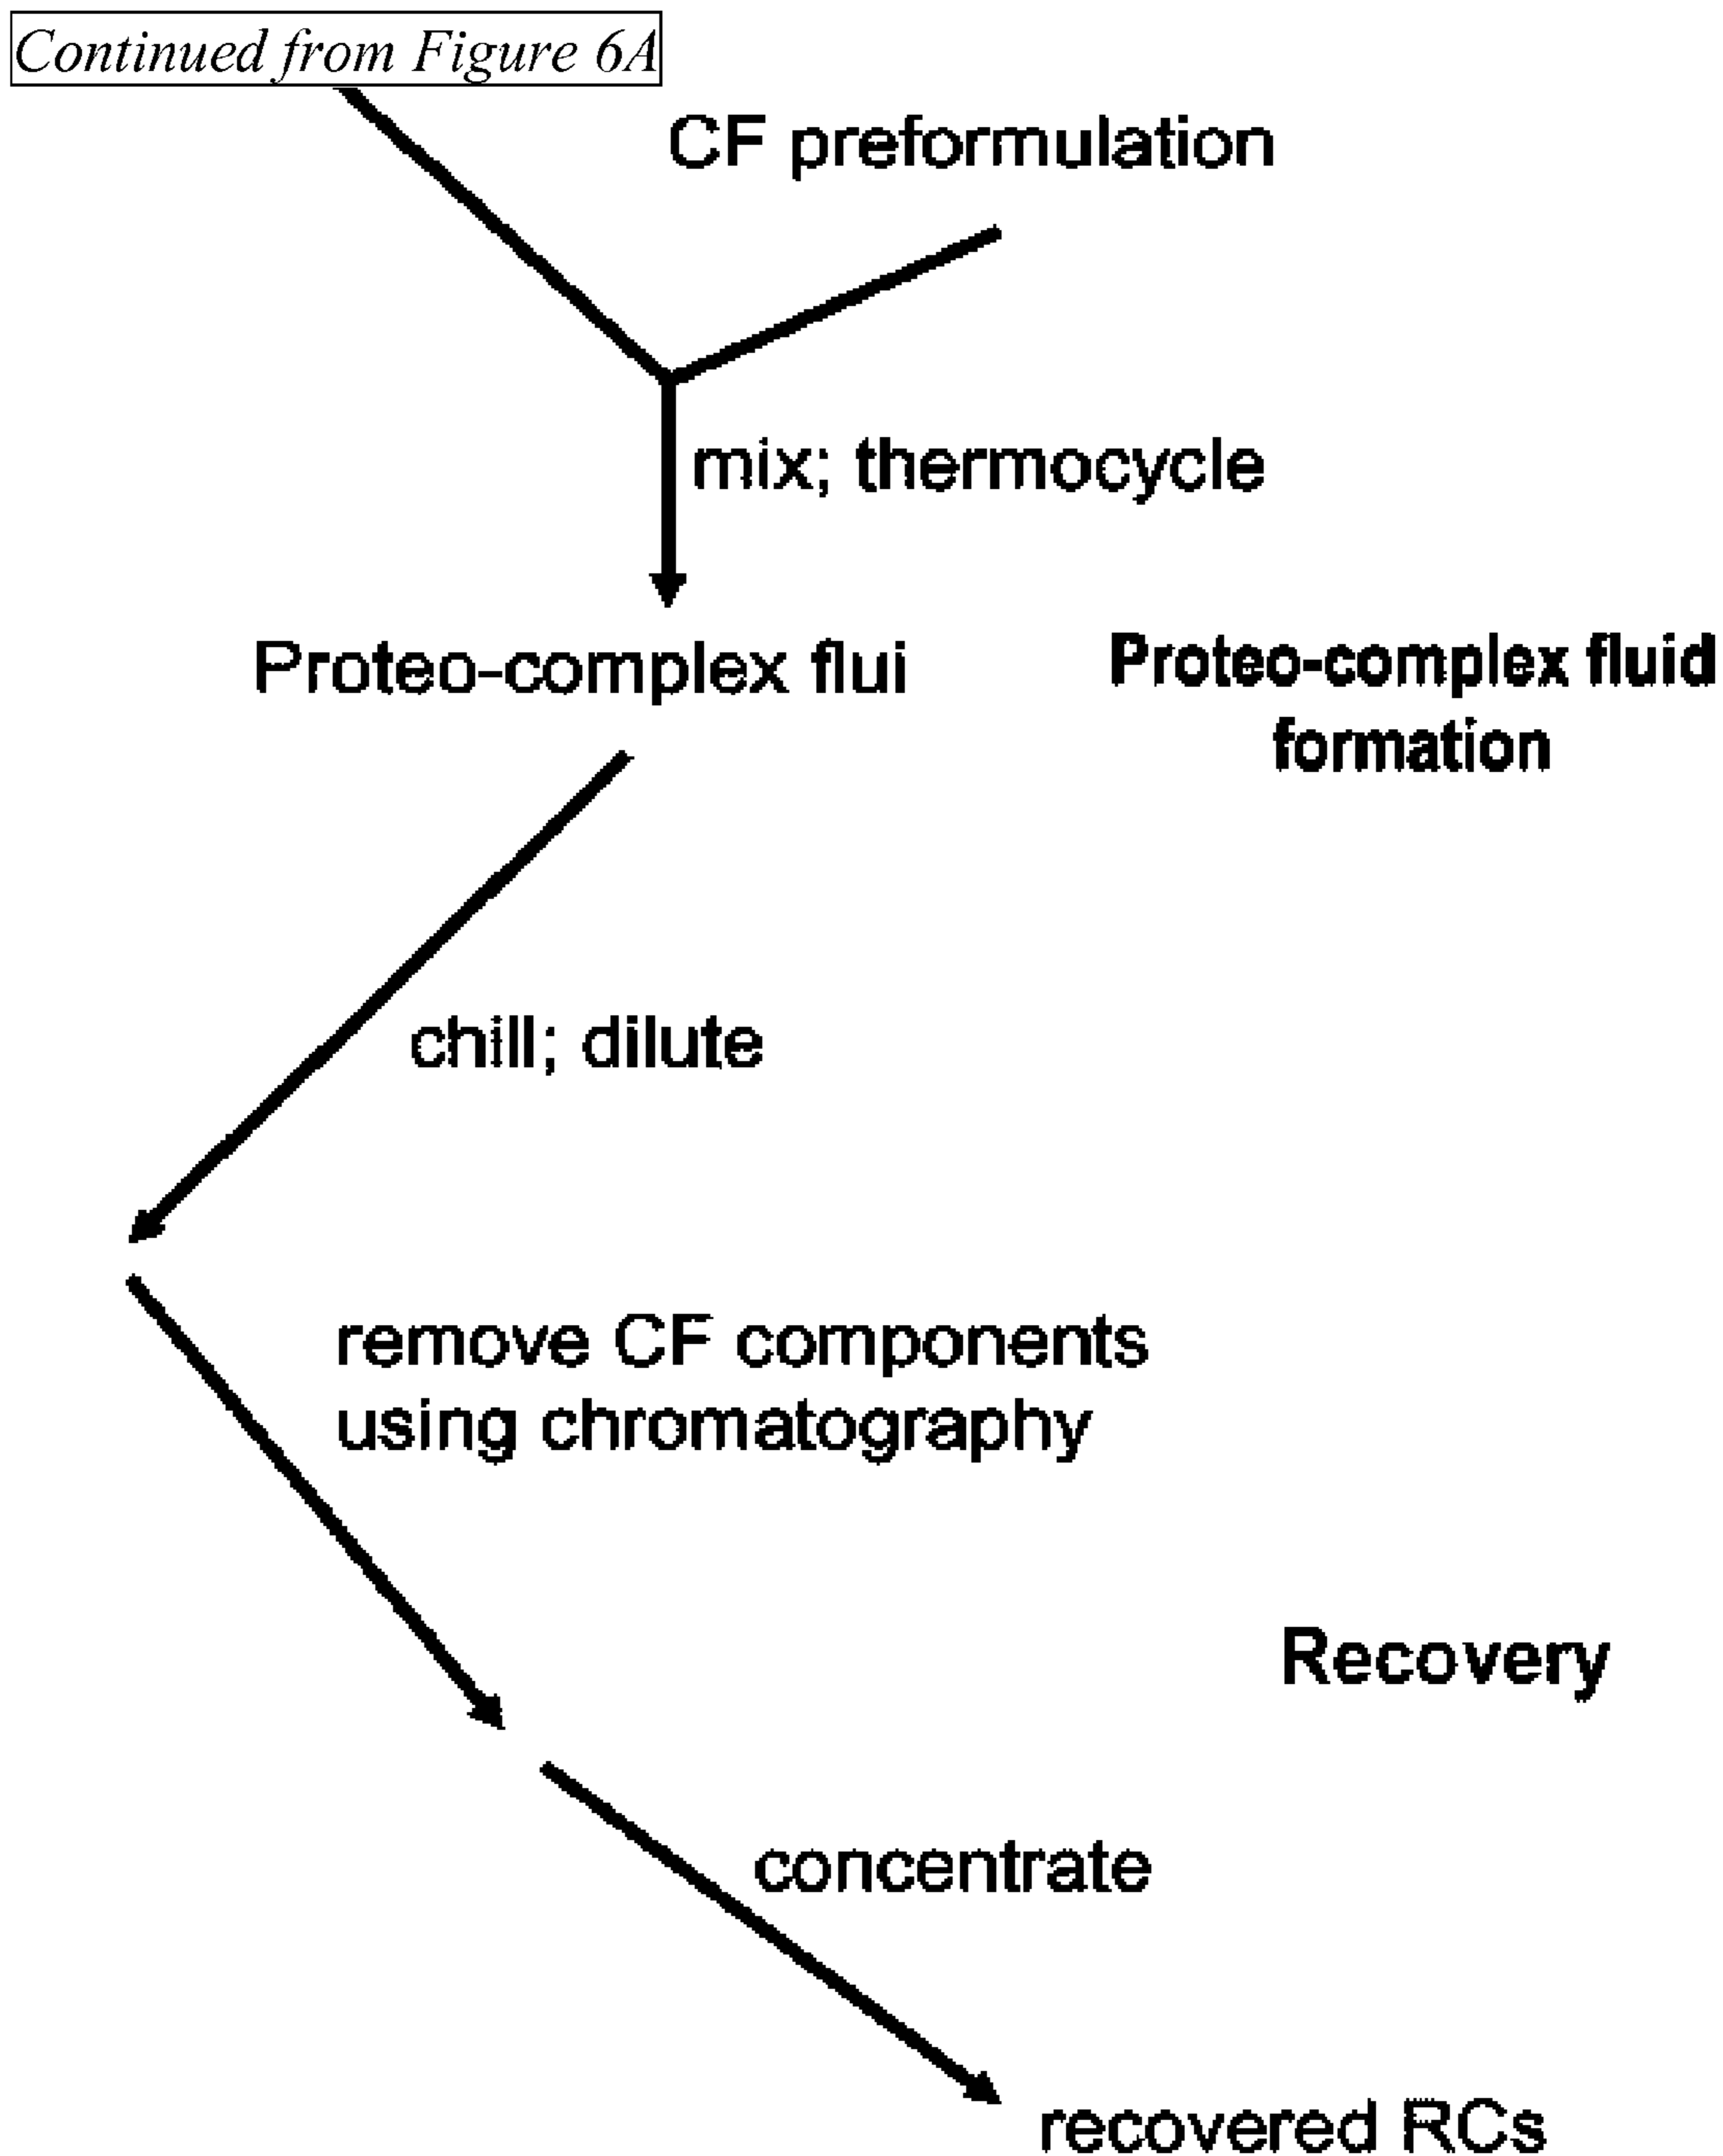 Continued from Figure 6A
CF preformulation
mix; thermocycle
Proteo-complex flui
Proteo-complex fluid
formation
chill; dilute
remove CF components
using chromatography
Recovery
concentrate
recovered RCs